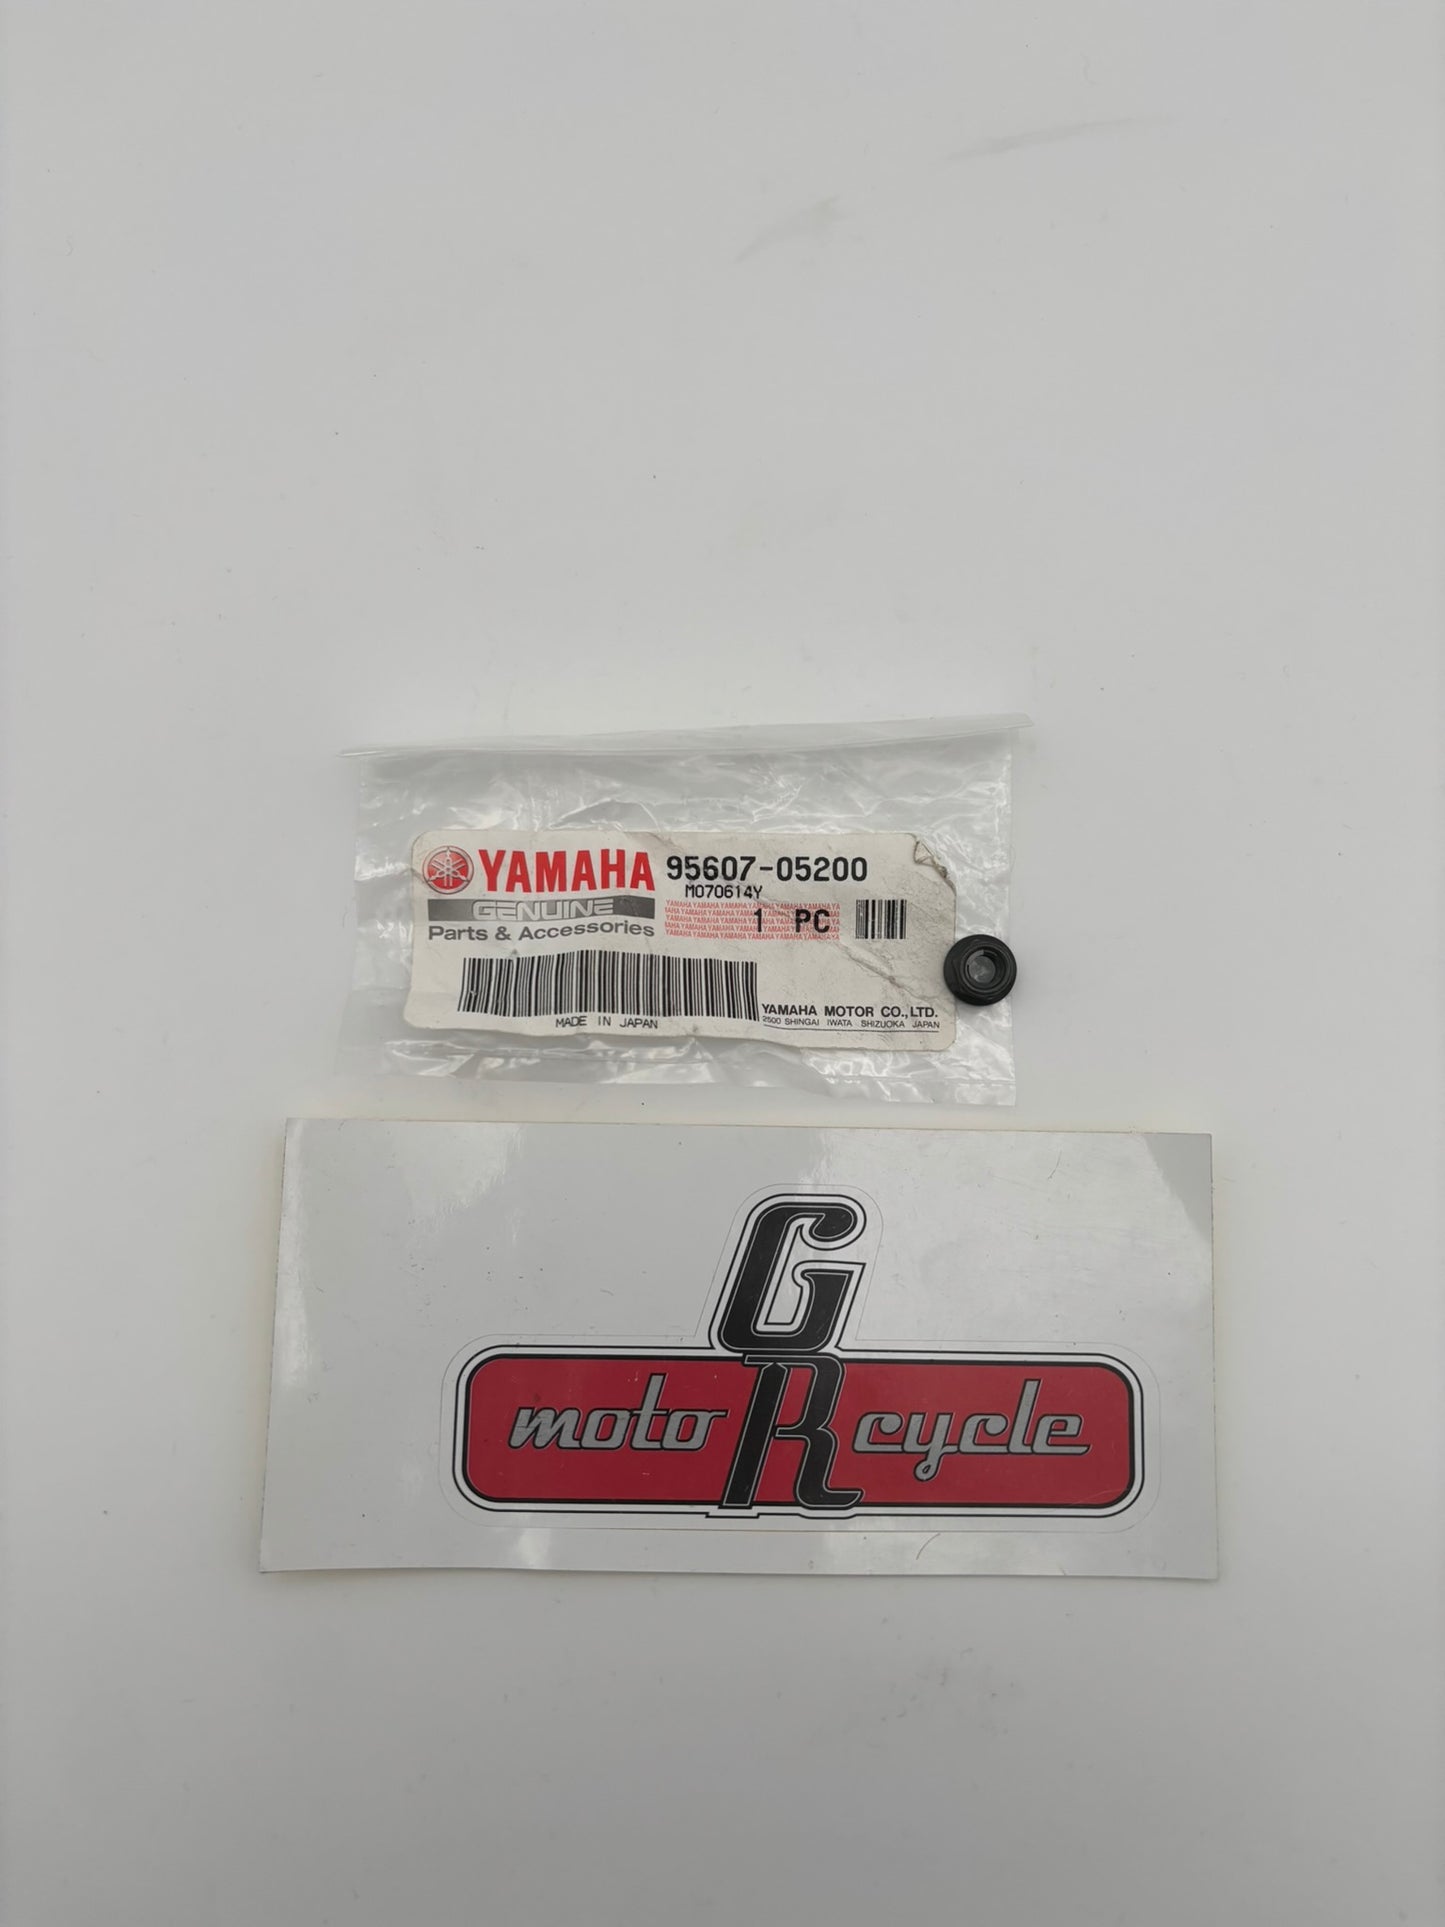 YAMAHA 95607-05200
M070614Y
GENUINE
1 PC
Parts & Accessories
YAMAHA MOTOR CO.,LTD.
MADE IN JAPAN
2500 SHINGAI IWATA SHIZUOKA JAPAN
G
moto R cycle